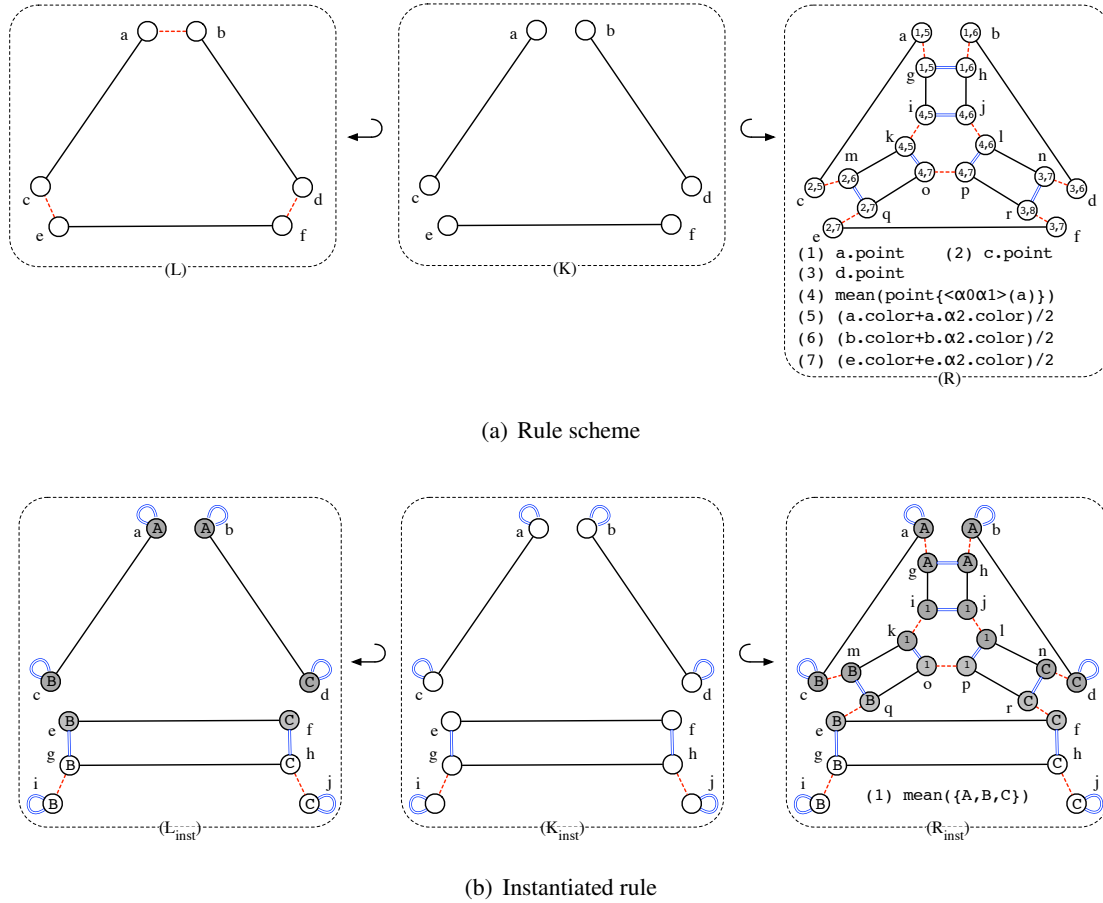 a b
c d
e f
(L)
a b
c d
e f
(K)
a 1,5 1,6 b
g 1,5 1,6 h
i 4,5 4,6 j
k 4,5 4,6 l
m 2,6 4,7 4,7 3,7 n
2,5 o p 3,6
c 2,7 q r 3,8 d
e 2,7 3,7 f
(1) a.point (2) c.point
(3) d.point
(4) mean(point{<α0α1>(a)})
(5) (a.color+a.α2.color)/2
(6) (b.color+b.α2.color)/2
(7) (e.color+e.α2.color)/2
(R)
(a) Rule scheme
a A A b
c B C d
e B C f
g B C h
i B C j
(Linst)
a b
c d
e f
g h
i j
(Kinst)
a A A b
g A A h
i 1 1 j
k 1 1 l
m B 1 1 C n
o p
c B B q r C C d
e B C f
g B C h
i B C j
(1) mean({A,B,C})
(Rinst)
(b) Instantiated rule